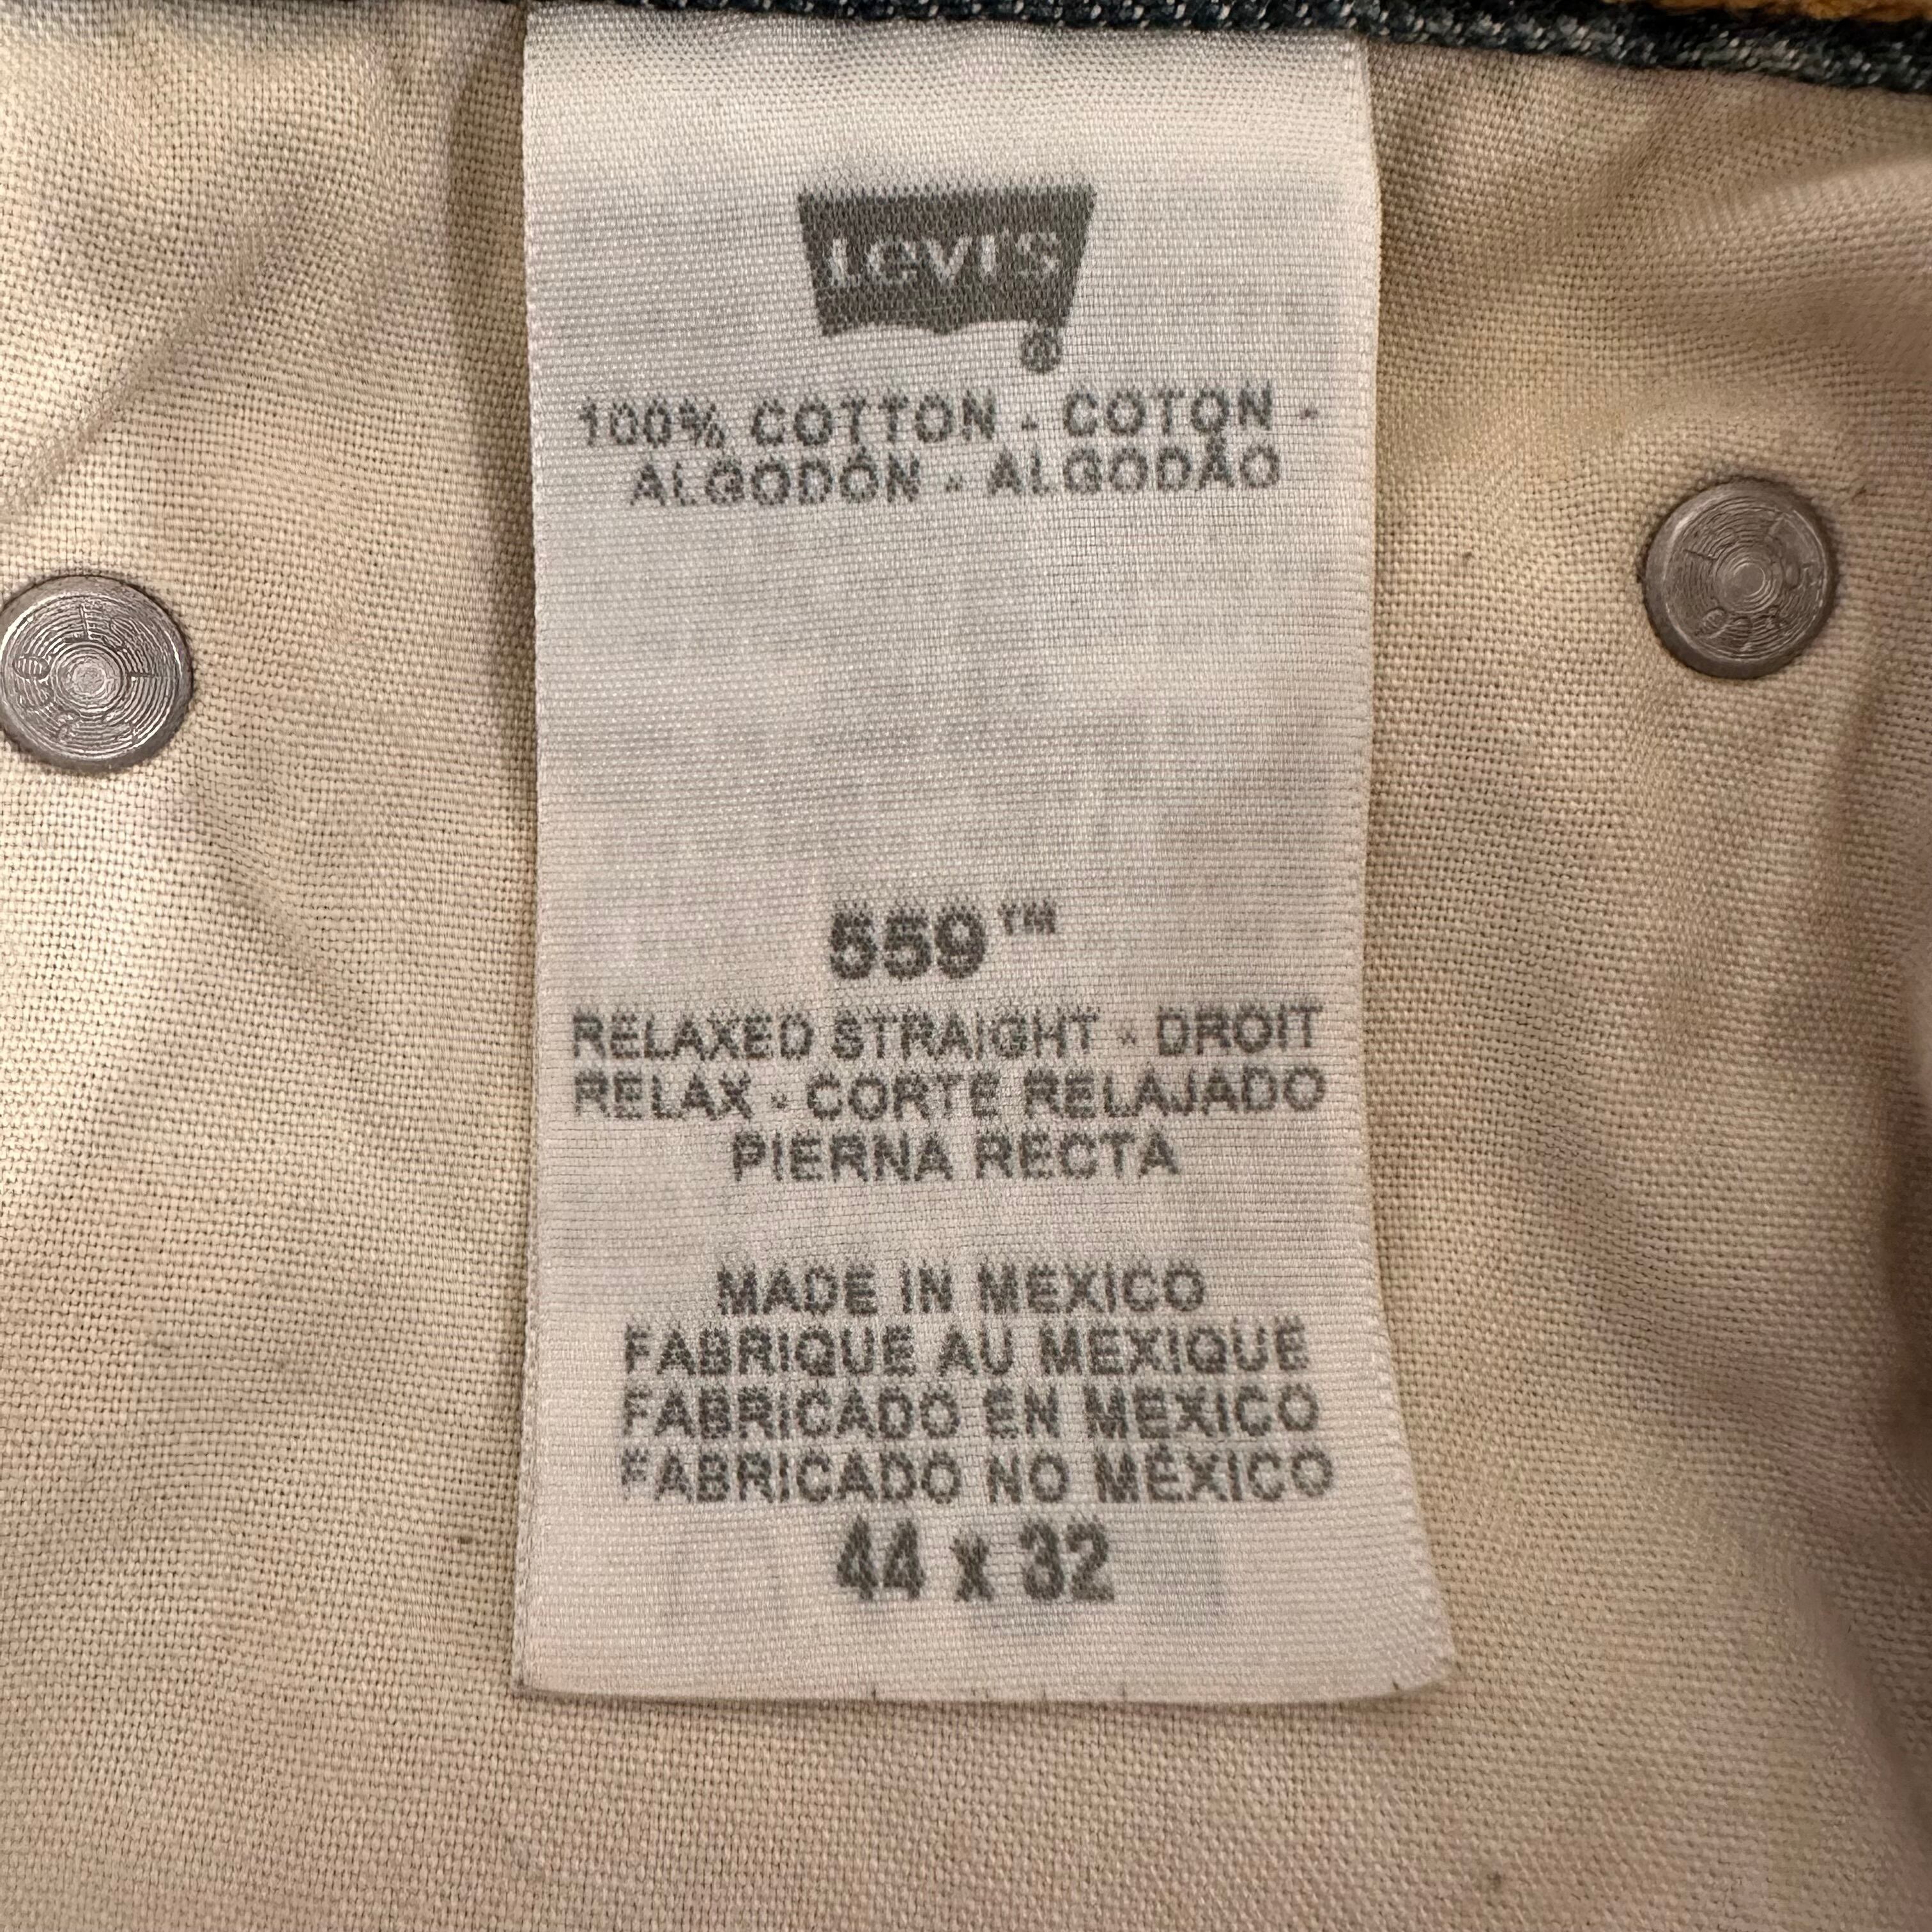 Levi's
®
100% COTTON - COTON -
ALGODÓN - ALGODÃO
559™
RELAXED STRAIGHT - DROIT
RELAX - CORTE RELAJADO
PIERNA RECTA
MADE IN MEXICO
FABRIQUE AU MEXIQUE
FABRICADO EN MEXICO
FABRICADO NO MÉXICO
44 x 32